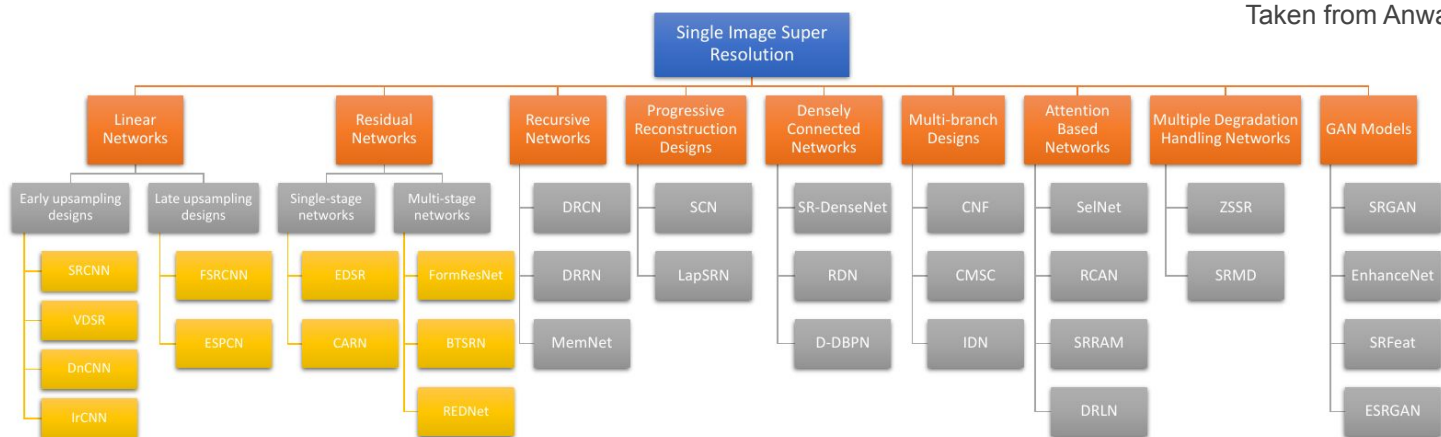 Taken from Anwa
Single Image Super
Resolution
Linear
Networks
Residual
Networks
Recursive
Networks
Progressive
Reconstruction
Designs
Densely
Connected
Networks
Multi-branch
Designs
Attention
Based
Networks
Multiple Degradation
Handling Networks
GAN Models
Early upsampling
designs
Late upsampling
designs
Single-stage
networks
Multi-stage
networks
SRCNN
VDSR
DnCNN
IrCNN
FSRCNN
ESPCN
EDSR
CARN
FormResNet
BTSRN
REDNet
DRCN
DRRN
MemNet
SCN
LapSRN
SR-DenseNet
RDN
D-DBPN
CNF
CMSC
IDN
SelNet
RCAN
SRRAM
DRLN
ZSSR
SRMD
SRGAN
EnhanceNet
SRFeat
ESRGAN